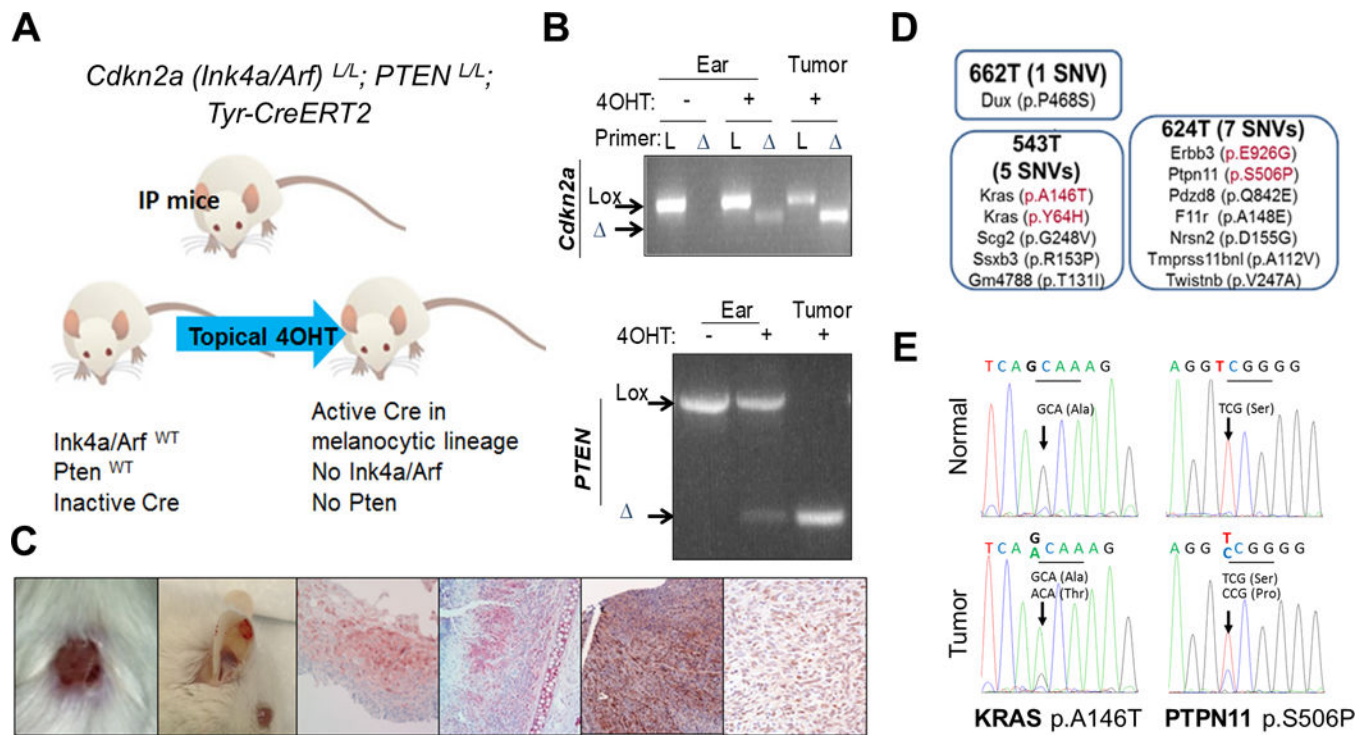 A
Cdkn2a (Ink4a/Arf) L/L; PTEN L/L;
Tyr-CreERT2
IP mice
Topical 4OHT
Ink4a/Arf WT
Pten WT
Inactive Cre
Active Cre in
melanocytic lineage
No Ink4a/Arf
No Pten
B
Ear Tumor
4OHT: - + +
Primer: L Δ L Δ L Δ
Lox
Δ
Cdkn2a
Ear Tumor
4OHT: - + +
Lox
PTEN
Δ
C
D
662T (1 SNV)
Dux (p.P468S)
543T
(5 SNVs)
Kras (p.A146T)
Kras (p.Y64H)
Scg2 (p.G248V)
Ssxb3 (p.R153P)
Gm4788 (p.T131I)
624T (7 SNVs)
Erbb3 (p.E926G)
Ptpn11 (p.S506P)
Pdzd8 (p.Q842E)
F11r (p.A148E)
Nrsn2 (p.D155G)
Tmprss11bnl (p.A112V)
Twistnb (p.V247A)
E
Normal
TCAGCAAAG
GCA (Ala)
AGGTCGGGG
TCG (Ser)
Tumor
G
TCAACAAAG
GCA (Ala)
ACA (Thr)
T
AGGCCGGGG
TCG (Ser)
CCG (Pro)
KRAS p.A146T
PTPN11 p.S506P